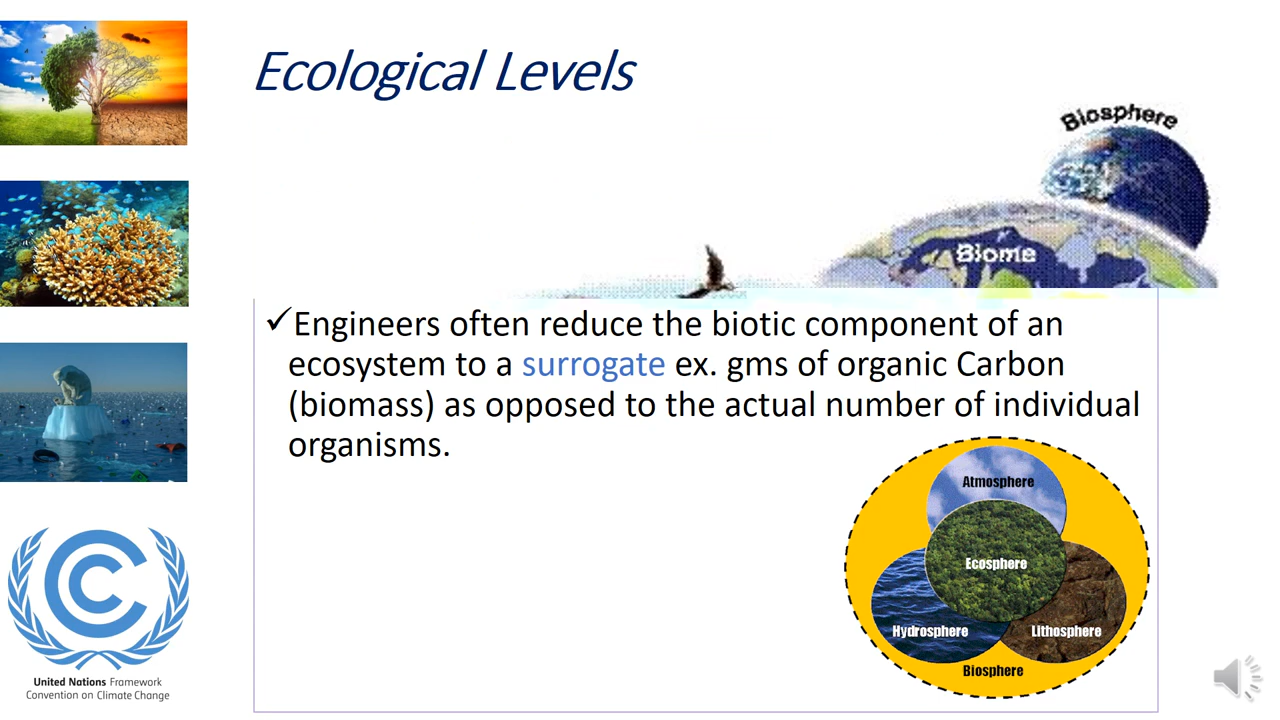 Ecological Levels
Biosphere
Biome
✓Engineers often reduce the biotic component of an
ecosystem to a surrogate ex. gms of organic Carbon
(biomass) as opposed to the actual number of individual
organisms.
Atmosphere
Ecosphere
Hydrosphere
Lithosphere
Biosphere
United Nations Framework
Convention on Climate Change